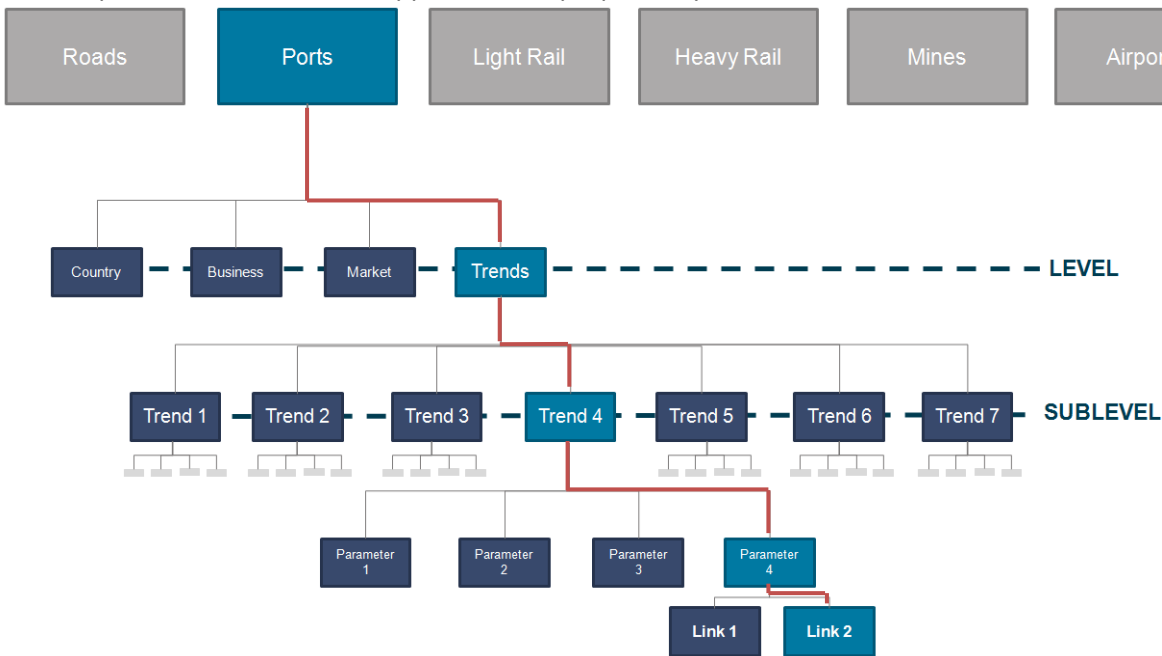 Roads
Ports
Light Rail
Heavy Rail
Mines
Country
Business
Market
Trends
LEVEL
Trend 1
Trend 2
Trend 3
Trend 4
Trend 5
Trend 6
Trend 7
SUBLEVEL
Parameter
1
Parameter
2
Parameter
3
Parameter
4
Link 1
Link 2